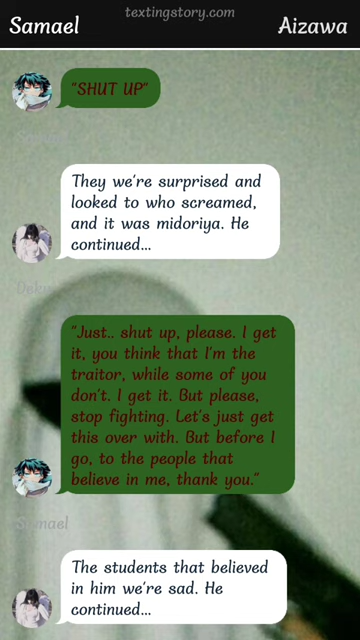 textingstory.com
Samael
Aizawa
"SHUT UP"
Samael
They we're surprised and
looked to who screamed,
and it was midoriya. He
continued...
Deku
"Just.. shut up, please. I get
it, you think that I'm the
traitor, while some of you
don't. I get it. But please,
stop fighting. Let's just get
this over with. But before I
go, to the people that
believe in me, thank you."
Samael
The students that believed
in him we're sad. He
continued...